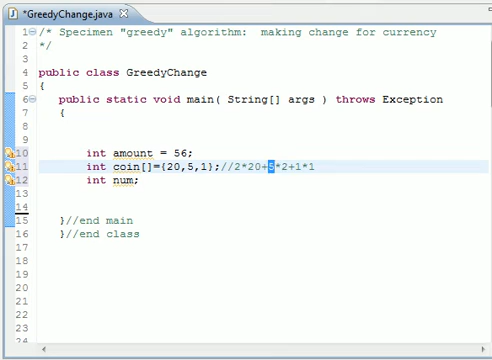 *GreedyChange.java
1 /* Specimen "greedy" algorithm:  making change for currency
2 */
3
4 public class GreedyChange
5 {
6 public static void main( String[] args ) throws Exception
7 {
8
9
10 int amount = 56;
11 int coin[]={20,5,1};//2*20+5*2+1*1
12 int num;
13
14
15 }//end main
16 }//end class
17
18
19
20
21
22
23
24